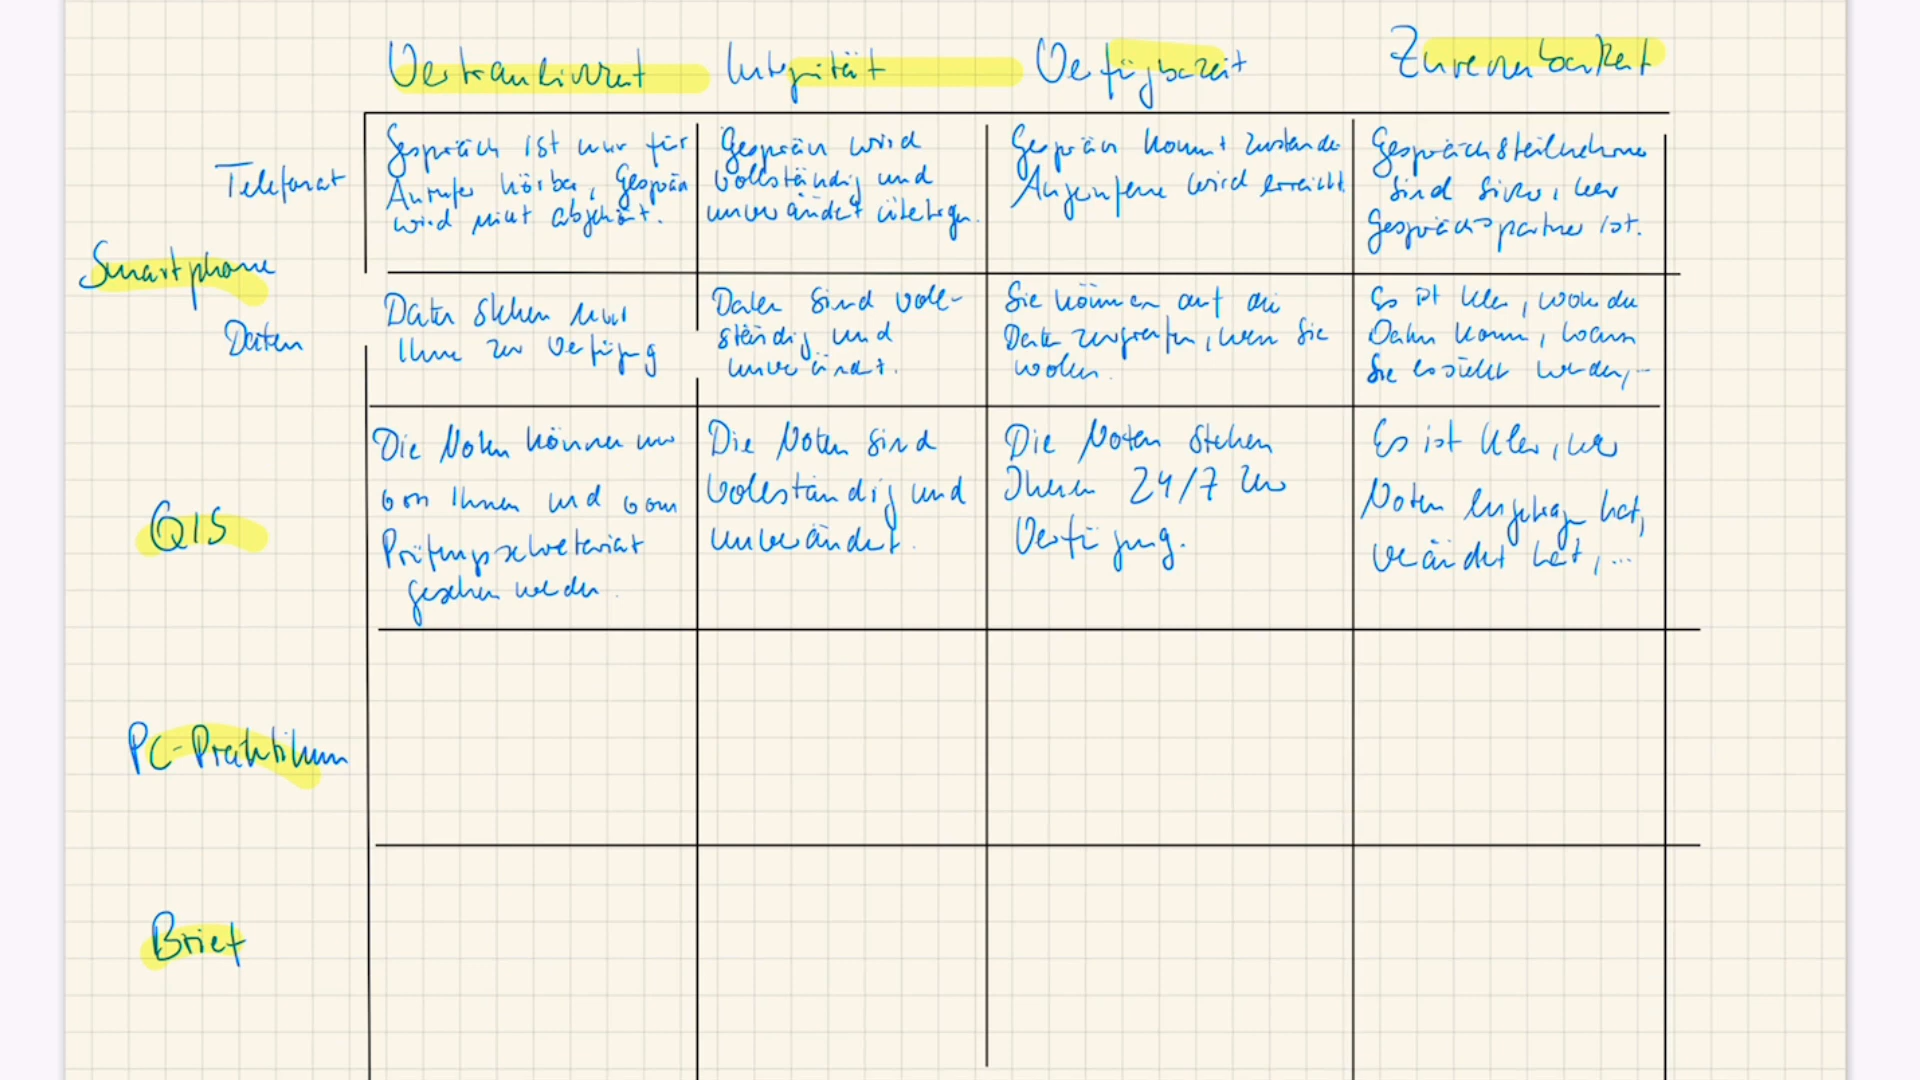 Vertraulichkeit Integrität Verfügbarkeit Zurechenbarkeit
Telefonat
Gespräch ist nur für
Anrufer hörbar, Gespräch
wird nicht abgehört.
Gespräch wird
vollständig und
unverändert übertragen.
Gespräch kommt zustande
Angerufene wird erreicht
Gesprächsteilnehmer
sind sicher, wer
Gesprächspartner ist.
Smartphone
Daten
Daten stehen nur
Ihne zur Verfügung
Daten sind voll-
ständig und
unverändert.
Sie können auf die
Daten zugreifen, wenn Sie
wollen.
Es ist klar, woher die
Daten kamen, wann
Sie erstellt werden,...
QIS
Die Noten können nur
von Ihnen und vom
Prüfungssekretariat
gesehen werden.
Die Noten sind
vollständig und
unverändert.
Die Noten stehen
Ihnen 24/7 zur
Verfügung.
Es ist klar, wer
Noten eingetragen hat,
verändert hat, ...
PC-Praktikum
Brief